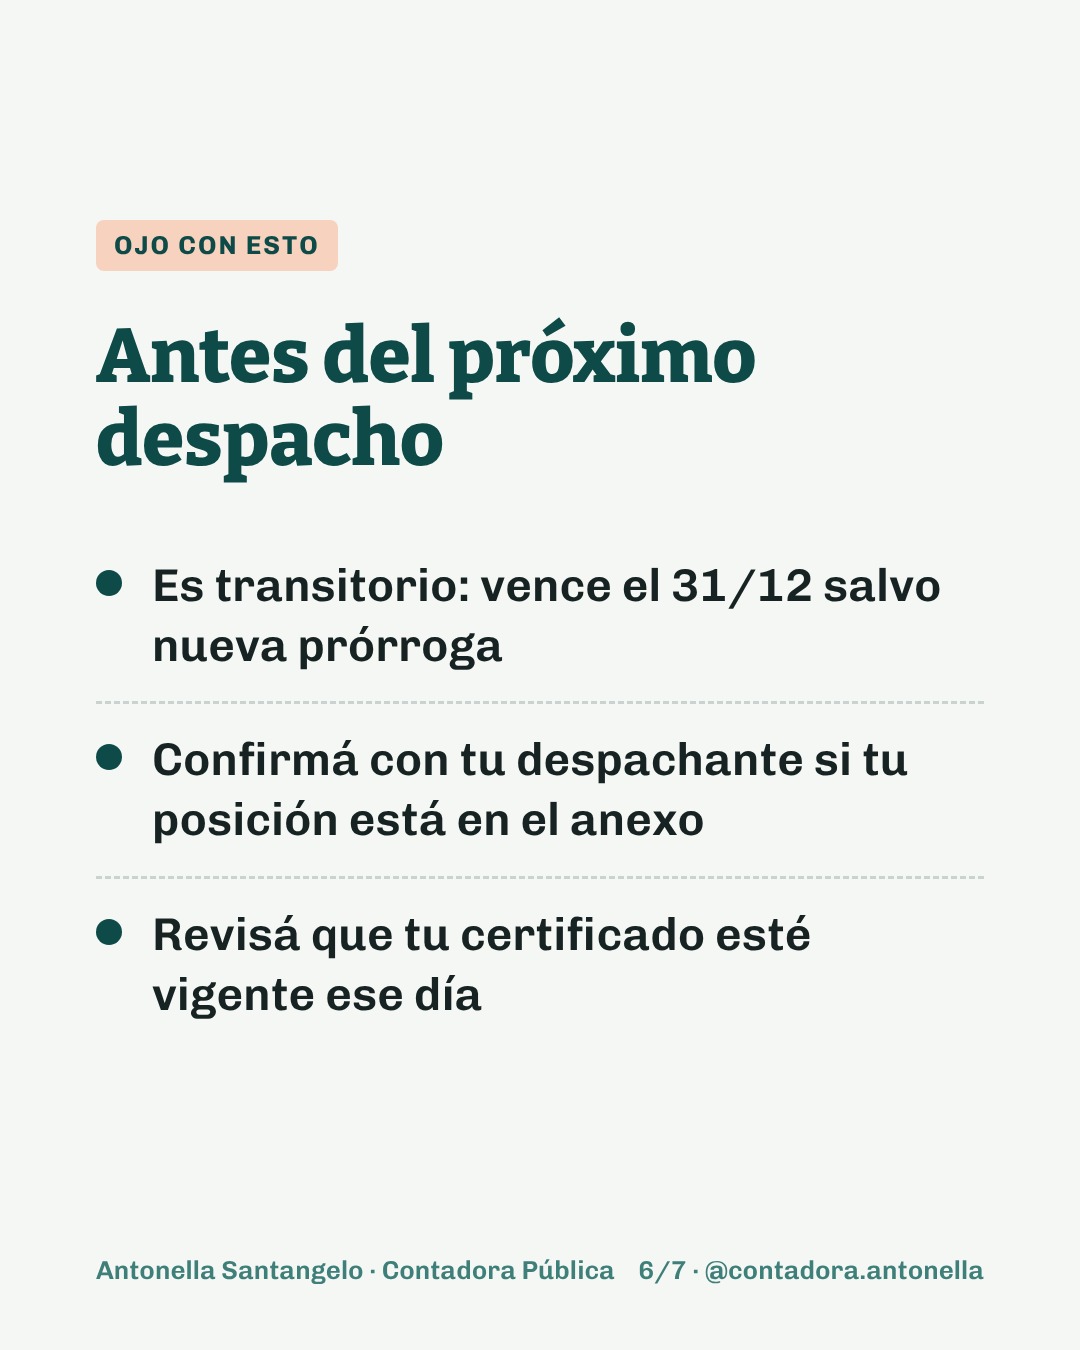 OJO CON ESTO
Antes del próximo
despacho
Es transitorio: vence el 31/12 salvo
nueva prórroga
Confirmá con tu despachante si tu
posición está en el anexo
Revisá que tu certificado esté
vigente ese día
Antonella Santangelo · Contadora Pública 6/7 · @contadora.antonella